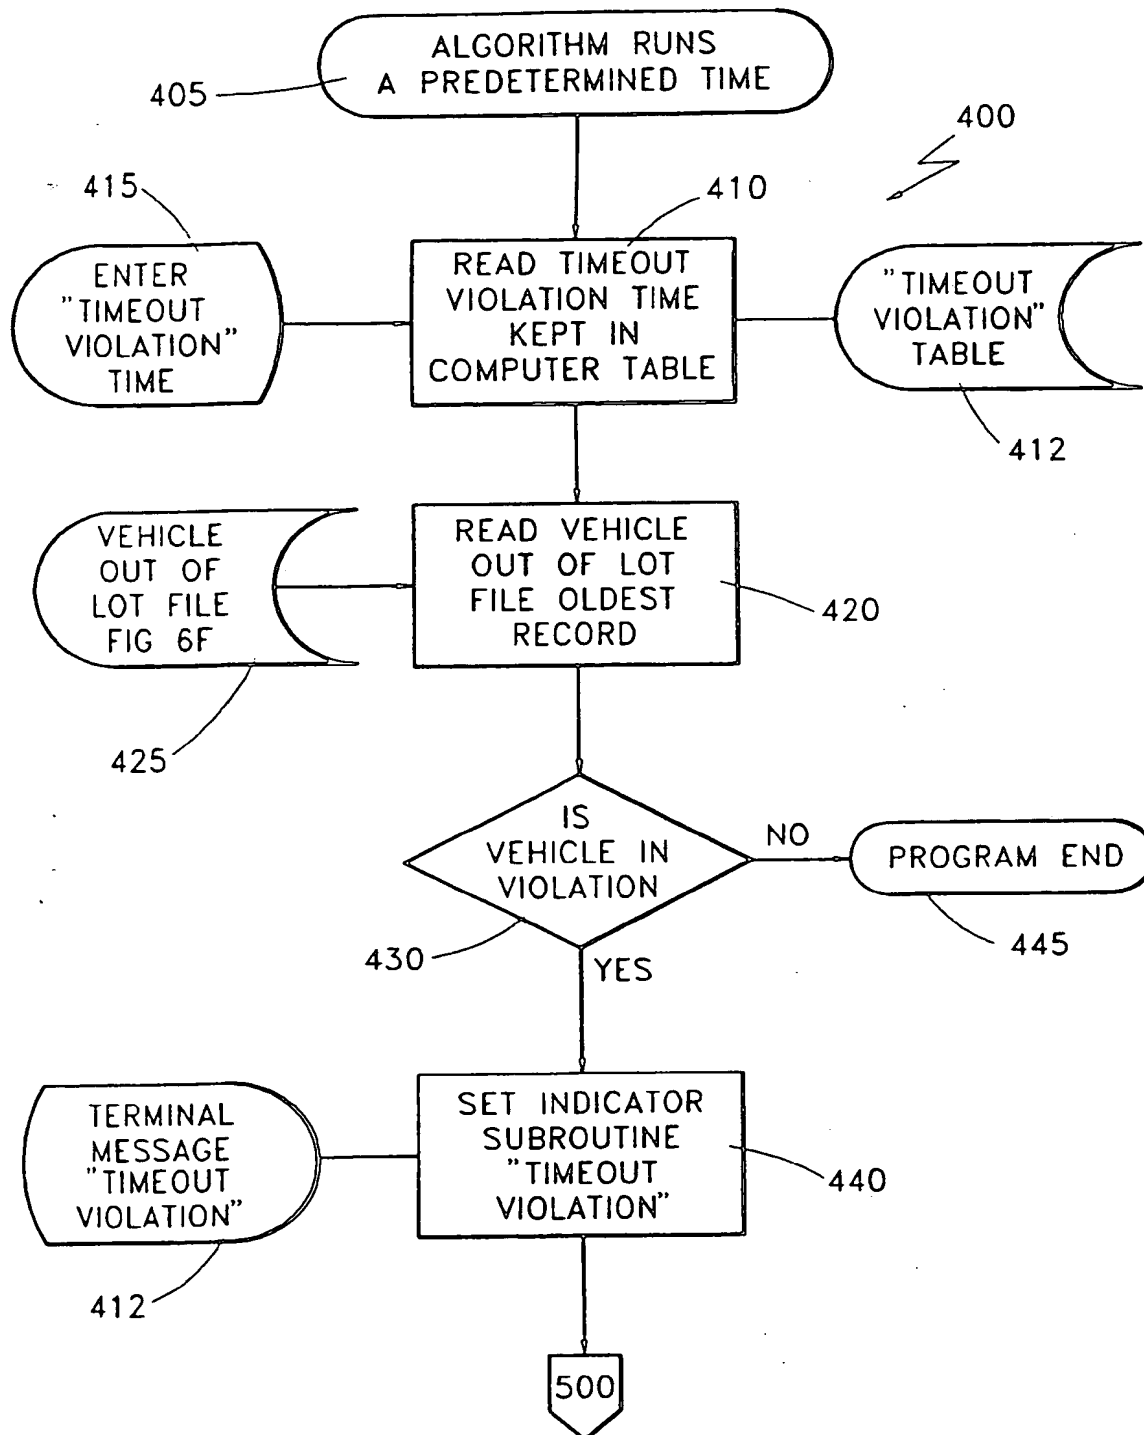 ALGORITHM RUNS
A PREDETERMINED TIME
405
400
415
410
ENTER
"TIMEOUT
VIOLATION"
TIME
READ TIMEOUT
VIOLATION TIME
KEPT IN
COMPUTER TABLE
"TIMEOUT
VIOLATION"
TABLE
412
VEHICLE
OUT OF
LOT FILE
FIG 6F
READ VEHICLE
OUT OF LOT
FILE OLDEST
RECORD
420
425
IS
VEHICLE IN
VIOLATION
NO
PROGRAM END
430
445
YES
TERMINAL
MESSAGE
"TIMEOUT
VIOLATION"
SET INDICATOR
SUBROUTINE
"TIMEOUT
VIOLATION"
440
412
500